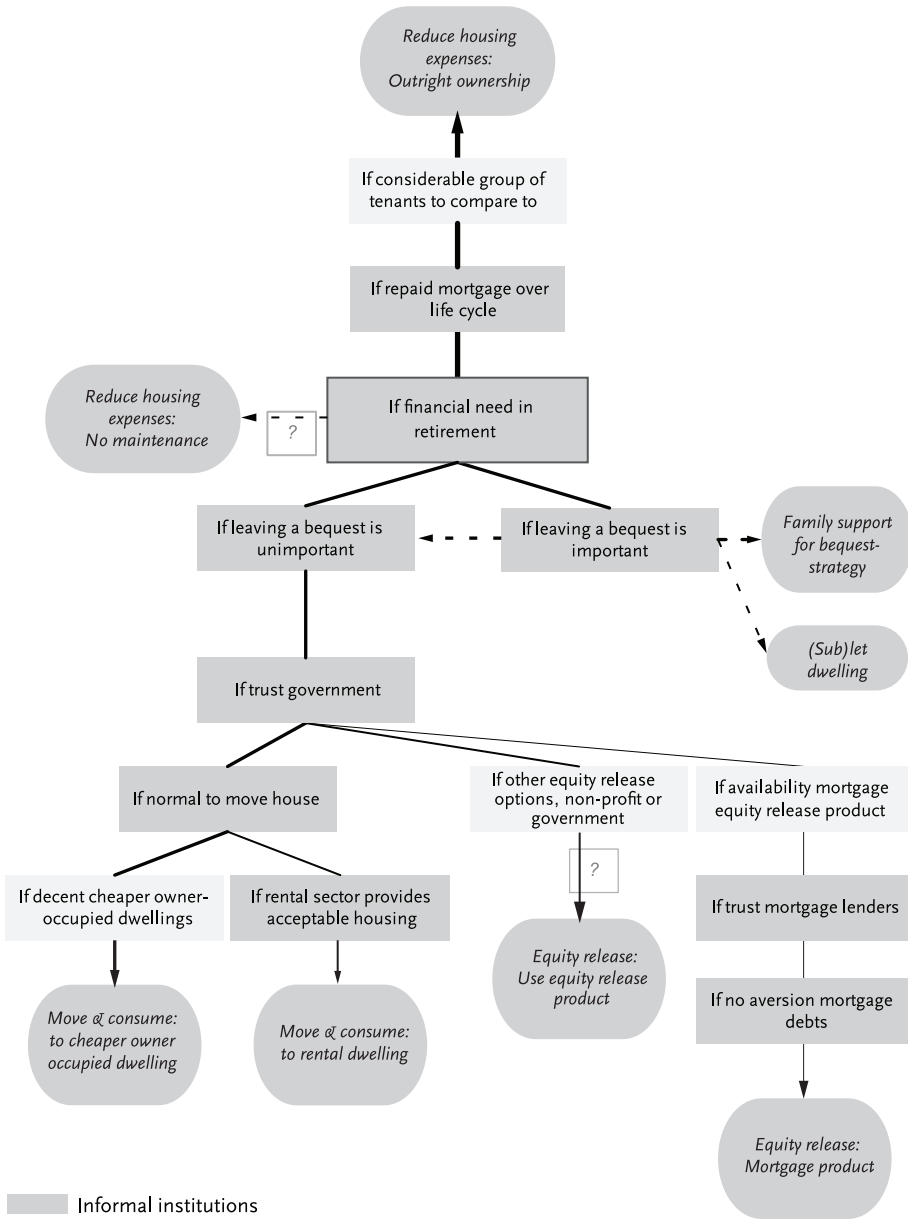 Reduce housing
expenses:
Outright ownership
If considerable group of
tenants to compare to
If repaid mortgage over
life cycle
Reduce housing
expenses:
No maintenance
?
If financial need in
retirement
If leaving a bequest is
unimportant
If leaving a bequest is
important
Family support
for bequest-
strategy
(Sub)let
dwelling
If trust government
If normal to move house
If other equity release
options, non-profit or
government
If availability mortgage
equity release product
?
If decent cheaper owner-
occupied dwellings
If rental sector provides
acceptable housing
If trust mortgage lenders
Equity release:
Use equity release
product
If no aversion mortgage
debts
Move & consume:
to cheaper owner
occupied dwelling
Move & consume:
to rental dwelling
Equity release:
Mortgage product
Informal institutions